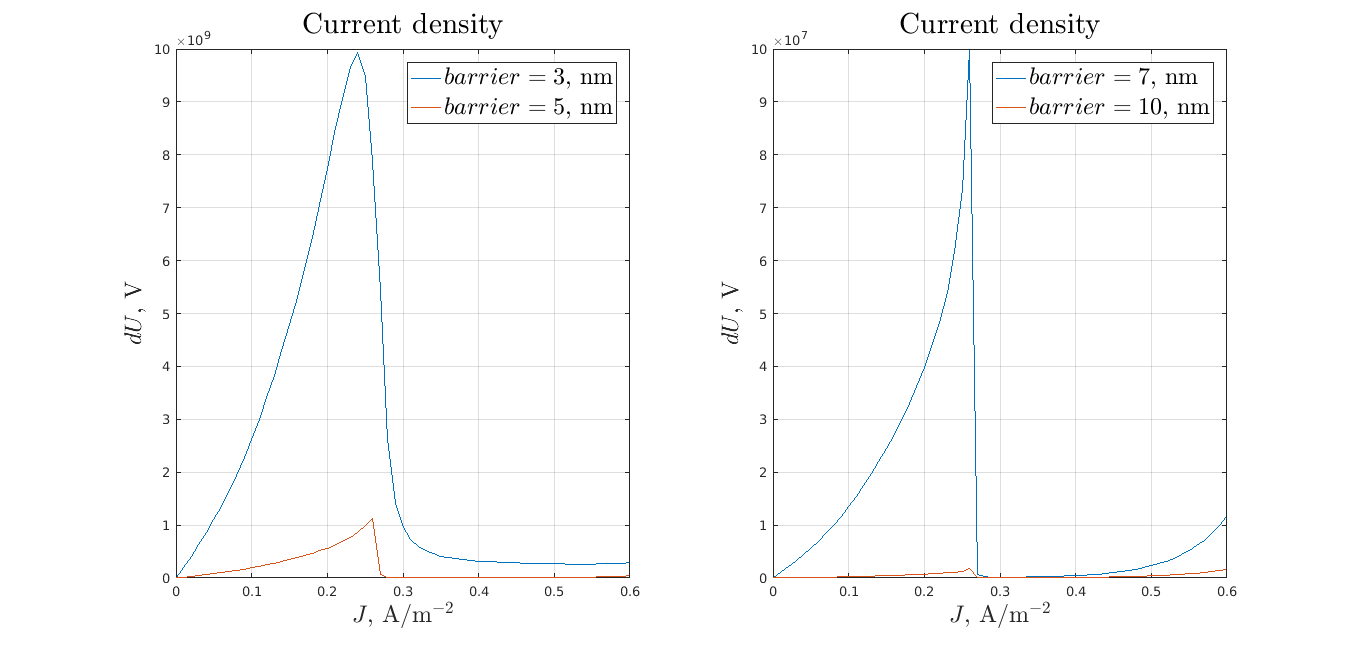 Current density
×10⁹
10
9
8
7
6
5
4
3
2
1
0
0 0.1 0.2 0.3 0.4 0.5 0.6
dU, V
J, A/m⁻²
barrier = 3, nm
barrier = 5, nm
Current density
×10⁷
10
9
8
7
6
5
4
3
2
1
0
0 0.1 0.2 0.3 0.4 0.5 0.6
dU, V
J, A/m⁻²
barrier = 7, nm
barrier = 10, nm